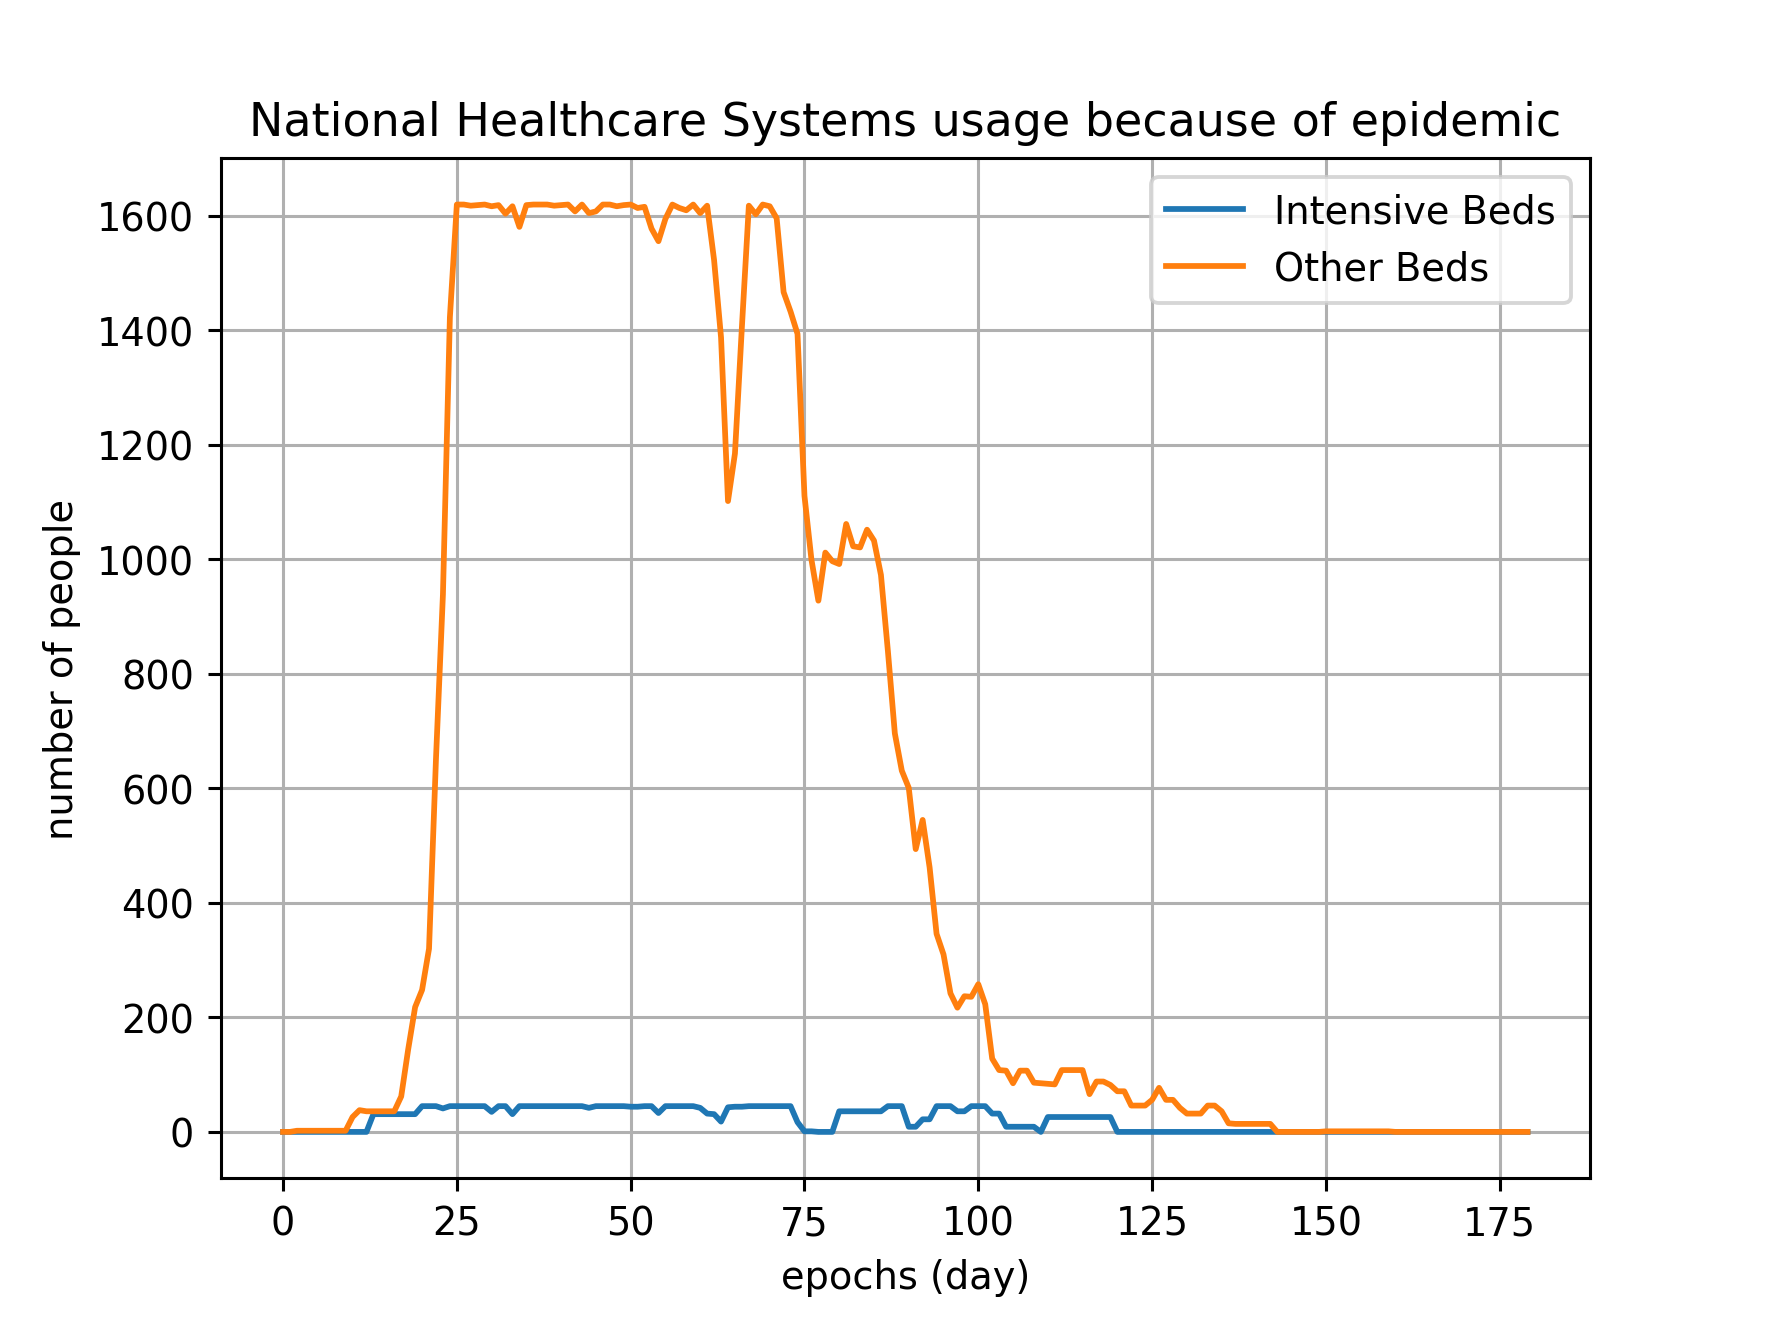 National Healthcare Systems usage because of epidemic
Intensive Beds
Other Beds
1600
1400
1200
1000
800
600
400
200
0
number of people
0 25 50 75 100 125 150 175
epochs (day)